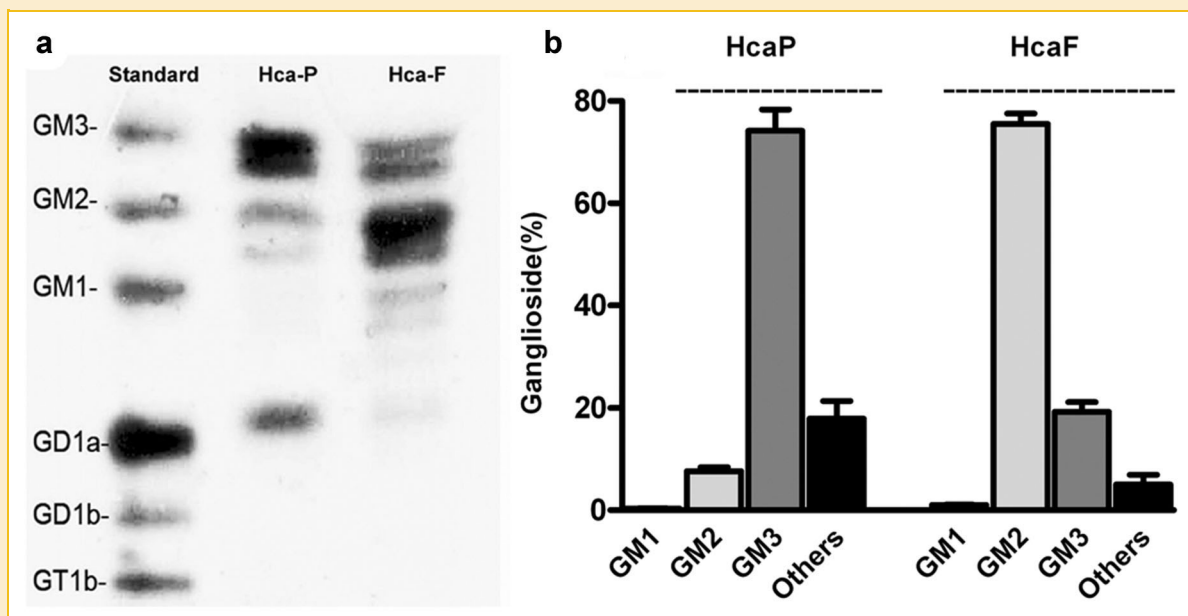 a
Standard Hca-P Hca-F
GM3-
GM2-
GM1-
GD1a-
GD1b-
GT1b-
b
HcaP HcaF
Ganglioside(%)
80
60
40
20
0
GM1 GM2 GM3 Others GM1 GM2 GM3 Others